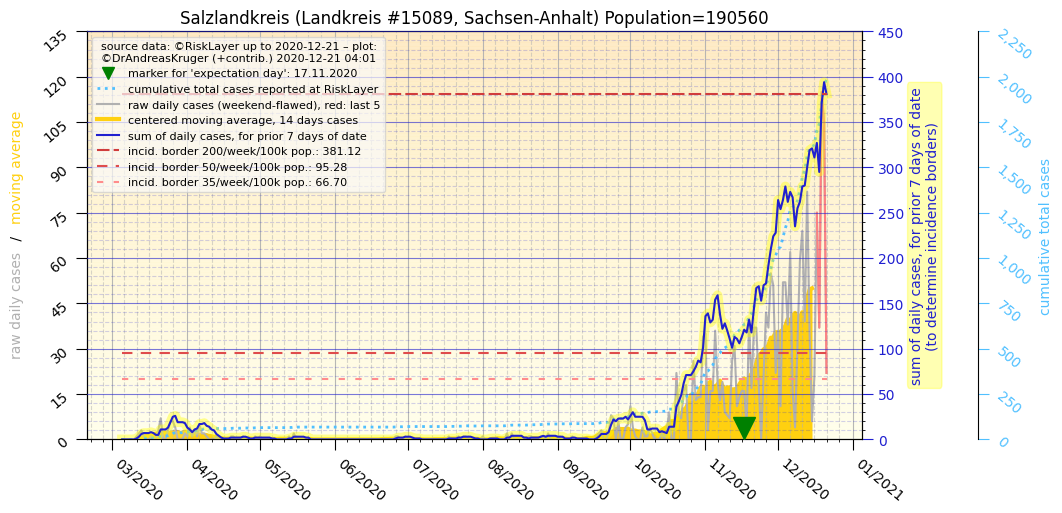 Salzlandkreis (Landkreis #15089, Sachsen-Anhalt) Population=190560
source data: ©RiskLayer up to 2020-12-21 – plot:
©DrAndreasKruger (+contrib.) 2020-12-21 04:01
marker for 'expectation day': 17.11.2020
cumulative total cases reported at RiskLayer
raw daily cases (weekend-flawed), red: last 5
centered moving average, 14 days cases
sum of daily cases, for prior 7 days of date
incid. border 200/week/100k pop.: 381.12
incid. border 50/week/100k pop.: 95.28
incid. border 35/week/100k pop.: 66.70
raw daily cases / moving average
135
120
105
90
75
60
45
30
15
0
03/2020
04/2020
05/2020
06/2020
07/2020
08/2020
09/2020
10/2020
11/2020
12/2020
01/2021
450
400
350
300
250
200
150
100
50
0
sum of daily cases, for prior 7 days of date
(to determine incidence borders)
2,250
2,000
1,750
1,500
1,250
1,000
750
500
250
0
cumulative total cases